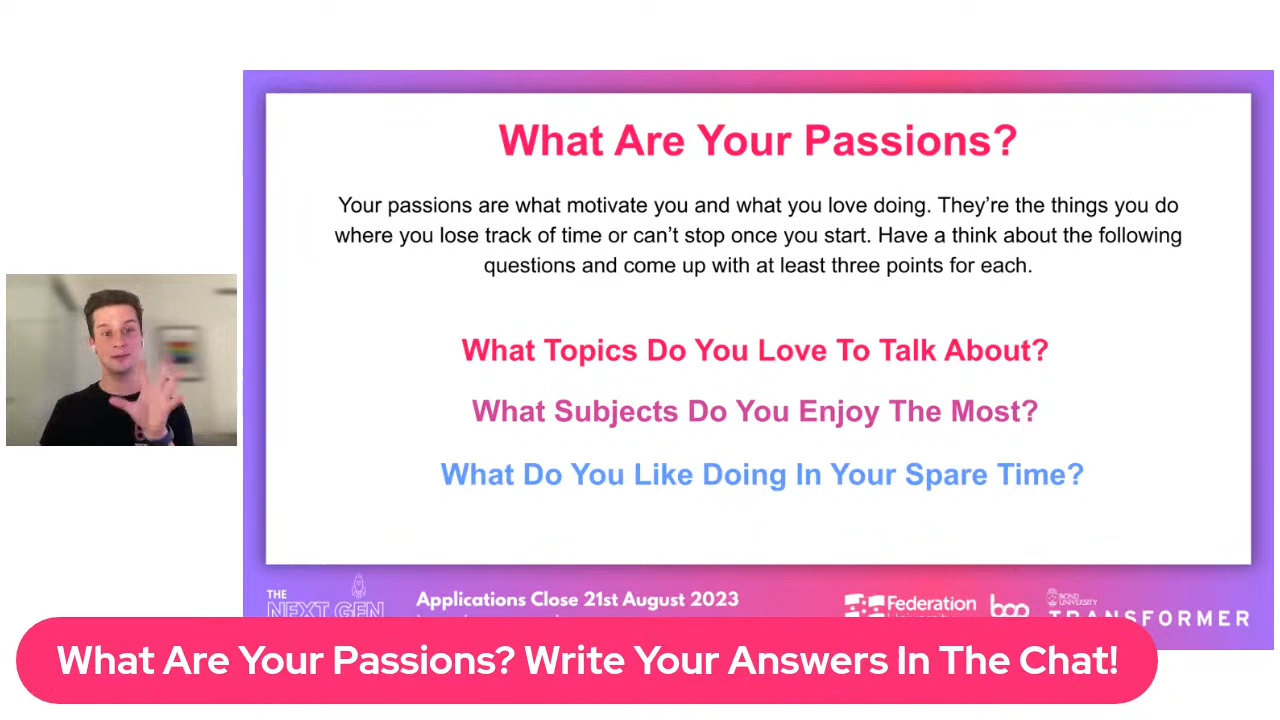 What Are Your Passions?
Your passions are what motivate you and what you love doing. They're the things you do
where you lose track of time or can't stop once you start. Have a think about the following
questions and come up with at least three points for each.
What Topics Do You Love To Talk About?
What Subjects Do You Enjoy The Most?
What Do You Like Doing In Your Spare Time?
THE
NEXT GEN
Applications Close 21st August 2023
Federation
bop
BOND
UNIVERSITY
TRANSFORMER
What Are Your Passions? Write Your Answers In The Chat!